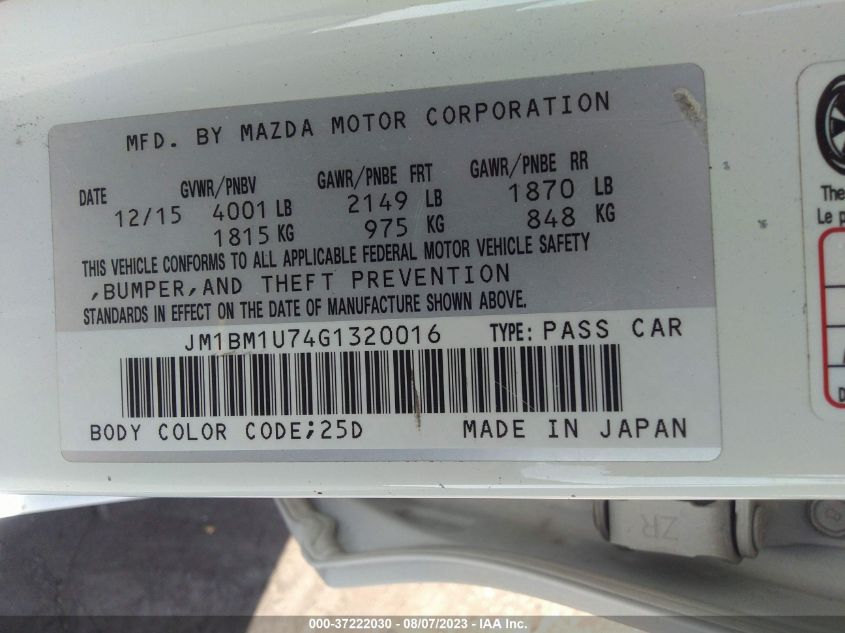 MFD. BY MAZDA MOTOR CORPORATION
DATE GVWR/PNBV GAWR/PNBE FRT GAWR/PNBE RR
12/15 4001 LB 2149 LB 1870 LB
1815 KG 975 KG 848 KG
THIS VEHICLE CONFORMS TO ALL APPLICABLE FEDERAL MOTOR VEHICLE SAFETY
,BUMPER,AND THEFT PREVENTION
STANDARDS IN EFFECT ON THE DATE OF MANUFACTURE SHOWN ABOVE.
JM1BM1U74G1320016 TYPE: PASS CAR
BODY COLOR CODE;25D MADE IN JAPAN
The
Le p
ZR
000-37222030 - 08/07/2023 - © IAA Inc.